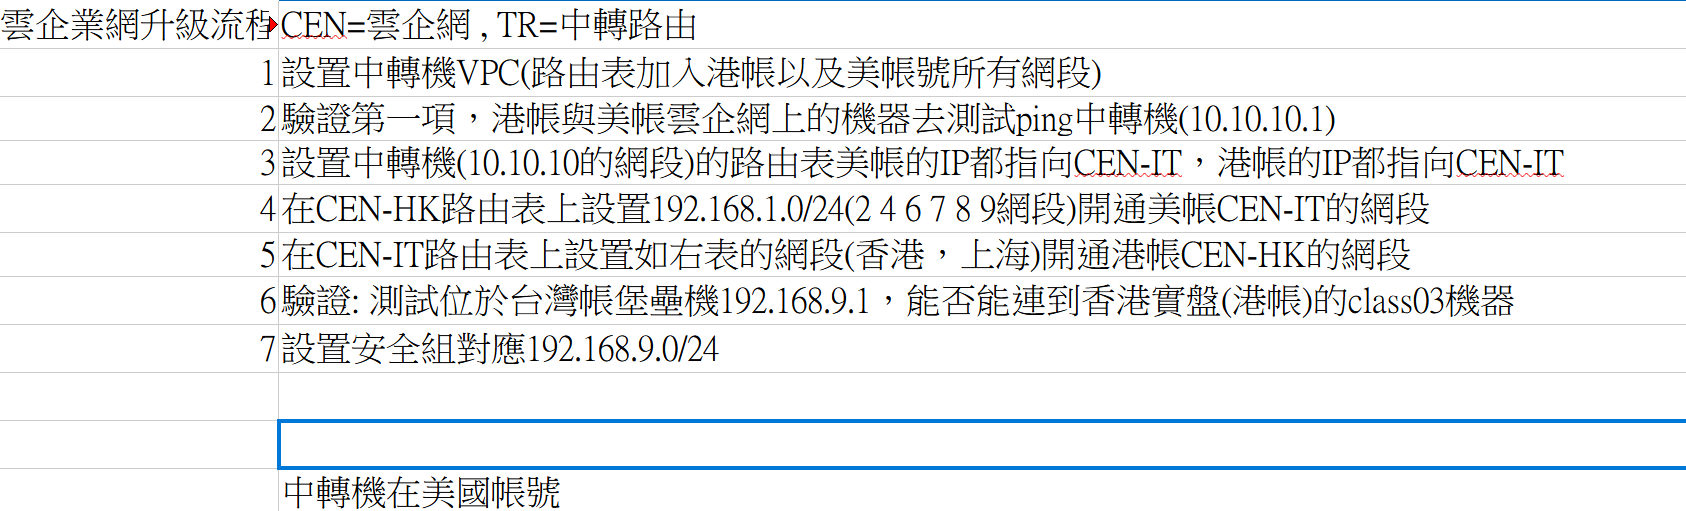 雲企業網升級流程 CEN=雲企網 , TR=中轉路由
1 設置中轉機VPC(路由表加入港帳以及美帳號所有網段)
2 驗證第一項，港帳與美帳雲企網上的機器去測試ping中轉機(10.10.10.1)
3 設置中轉機(10.10.10的網段)的路由表美帳的IP都指向CEN-IT，港帳的IP都指向CEN-IT
4 在CEN-HK路由表上設置192.168.1.0/24(2 4 6 7 8 9網段)開通美帳CEN-IT的網段
5 在CEN-IT路由表上設置如右表的網段(香港，上海)開通港帳CEN-HK的網段
6 驗證: 測試位於台灣帳堡壘機192.168.9.1，能否能連到香港實盤(港帳)的class03機器
7 設置安全組對應192.168.9.0/24
中轉機在美國帳號